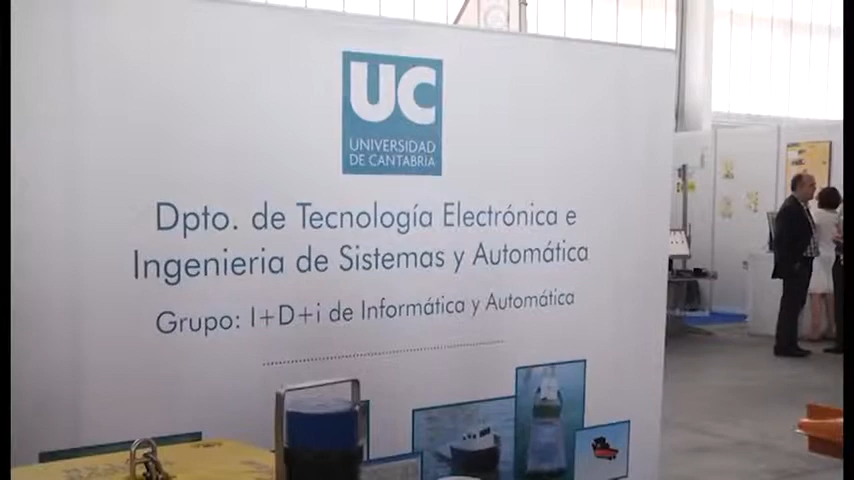 UC
UNIVERSIDAD
DE CANTABRIA
Dpto. de Tecnología Electrónica e
Ingenieria de Sistemas y Automática
Grupo: I+D+i de Informática y Automática